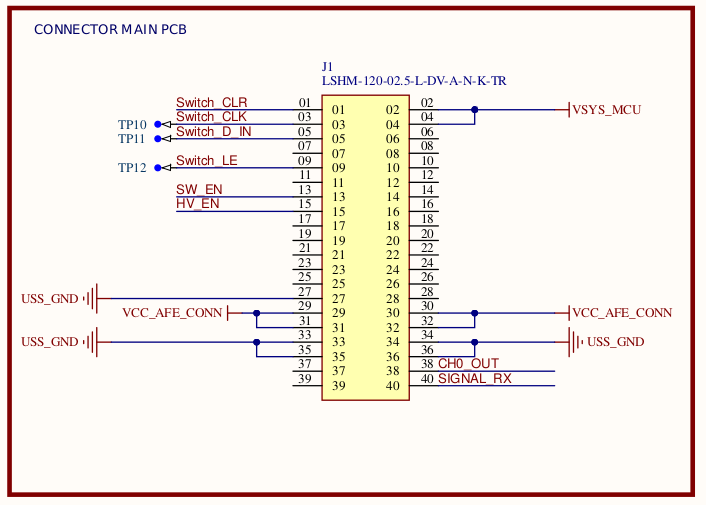 CONNECTOR MAIN PCB
J1
LSHM-120-02.5-L-DV-A-N-K-TR
Switch_CLR 01 01 02 02 VSYS_MCU
TP10 Switch_CLK 03 03 04 04
TP11 Switch_D_IN 05 05 06 06
07 07 08 08
TP12 Switch_LE 09 09 10 10
11 11 12 12
SW_EN 13 13 14 14
HV_EN 15 15 16 16
17 17 18 18
19 19 20 20
21 21 22 22
23 23 24 24
25 25 26 26
USS_GND 27 27 28 28
VCC_AFE_CONN 29 29 30 30 VCC_AFE_CONN
31 31 32 32
USS_GND 33 33 34 34 USS_GND
35 35 36 36
37 37 38 38 CH0_OUT
39 39 40 40 SIGNAL_RX